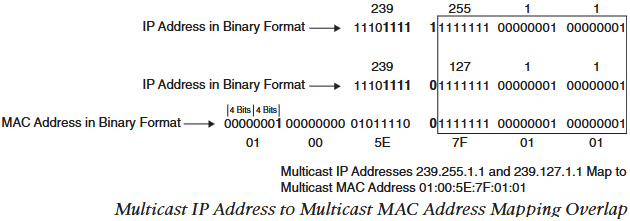 239 255 1 1
IP Address in Binary Format 11101111 11111111 00000001 00000001
239 127 1 1
IP Address in Binary Format 11101111 01111111 00000001 00000001
|4 Bits|4 Bits|
MAC Address in Binary Format 00000001 00000000 01011110 01111111 00000001 00000001
01 00 5E 7F 01 01
Multicast IP Addresses 239.255.1.1 and 239.127.1.1 Map to
Multicast MAC Address 01:00:5E:7F:01:01
Multicast IP Address to Multicast MAC Address Mapping Overlap